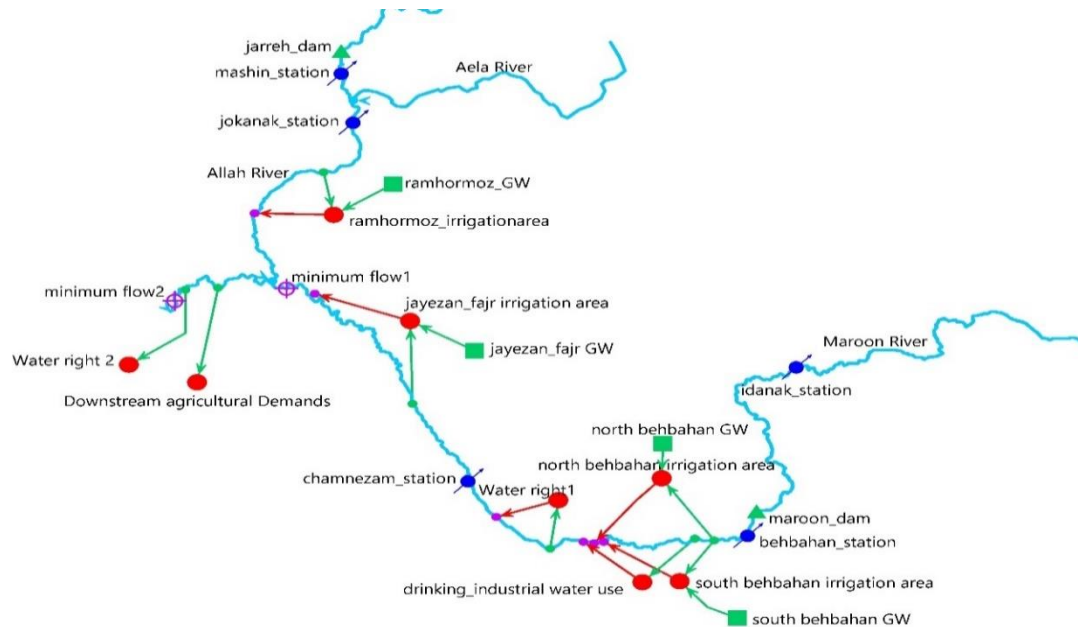 jarreh_dam
mashin_station
Aela River
jokanak_station
Allah River
ramhormoz_GW
ramhormoz_irrigationarea
minimum flow1
minimum flow2
jayezan_fajr irrigation area
jayezan_fajr GW
Maroon River
Water right 2
idanak_station
Downstream agricultural Demands
north behbahan GW
north behbahan irrigation area
chamnezam_station
Water right1
maroon_dam
behbahan_station
drinking_industrial water use
south behbahan irrigation area
south behbahan GW